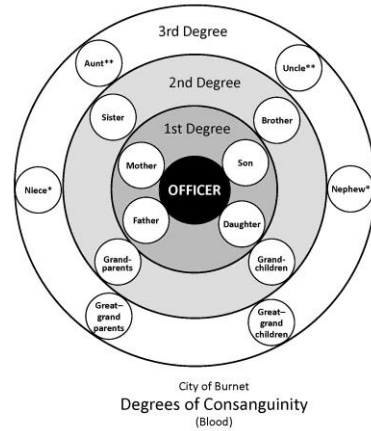 3rd Degree
Aunt**
Uncle**
2nd Degree
Sister
Brother
1st Degree
Mother
Son
Niece*
OFFICER
Nephew*
Father
Daughter
Grand-
parents
Grand-
children
Great–
grand
parents
Great–
grand
children
City of Burnet
Degrees of Consanguinity
(Blood)